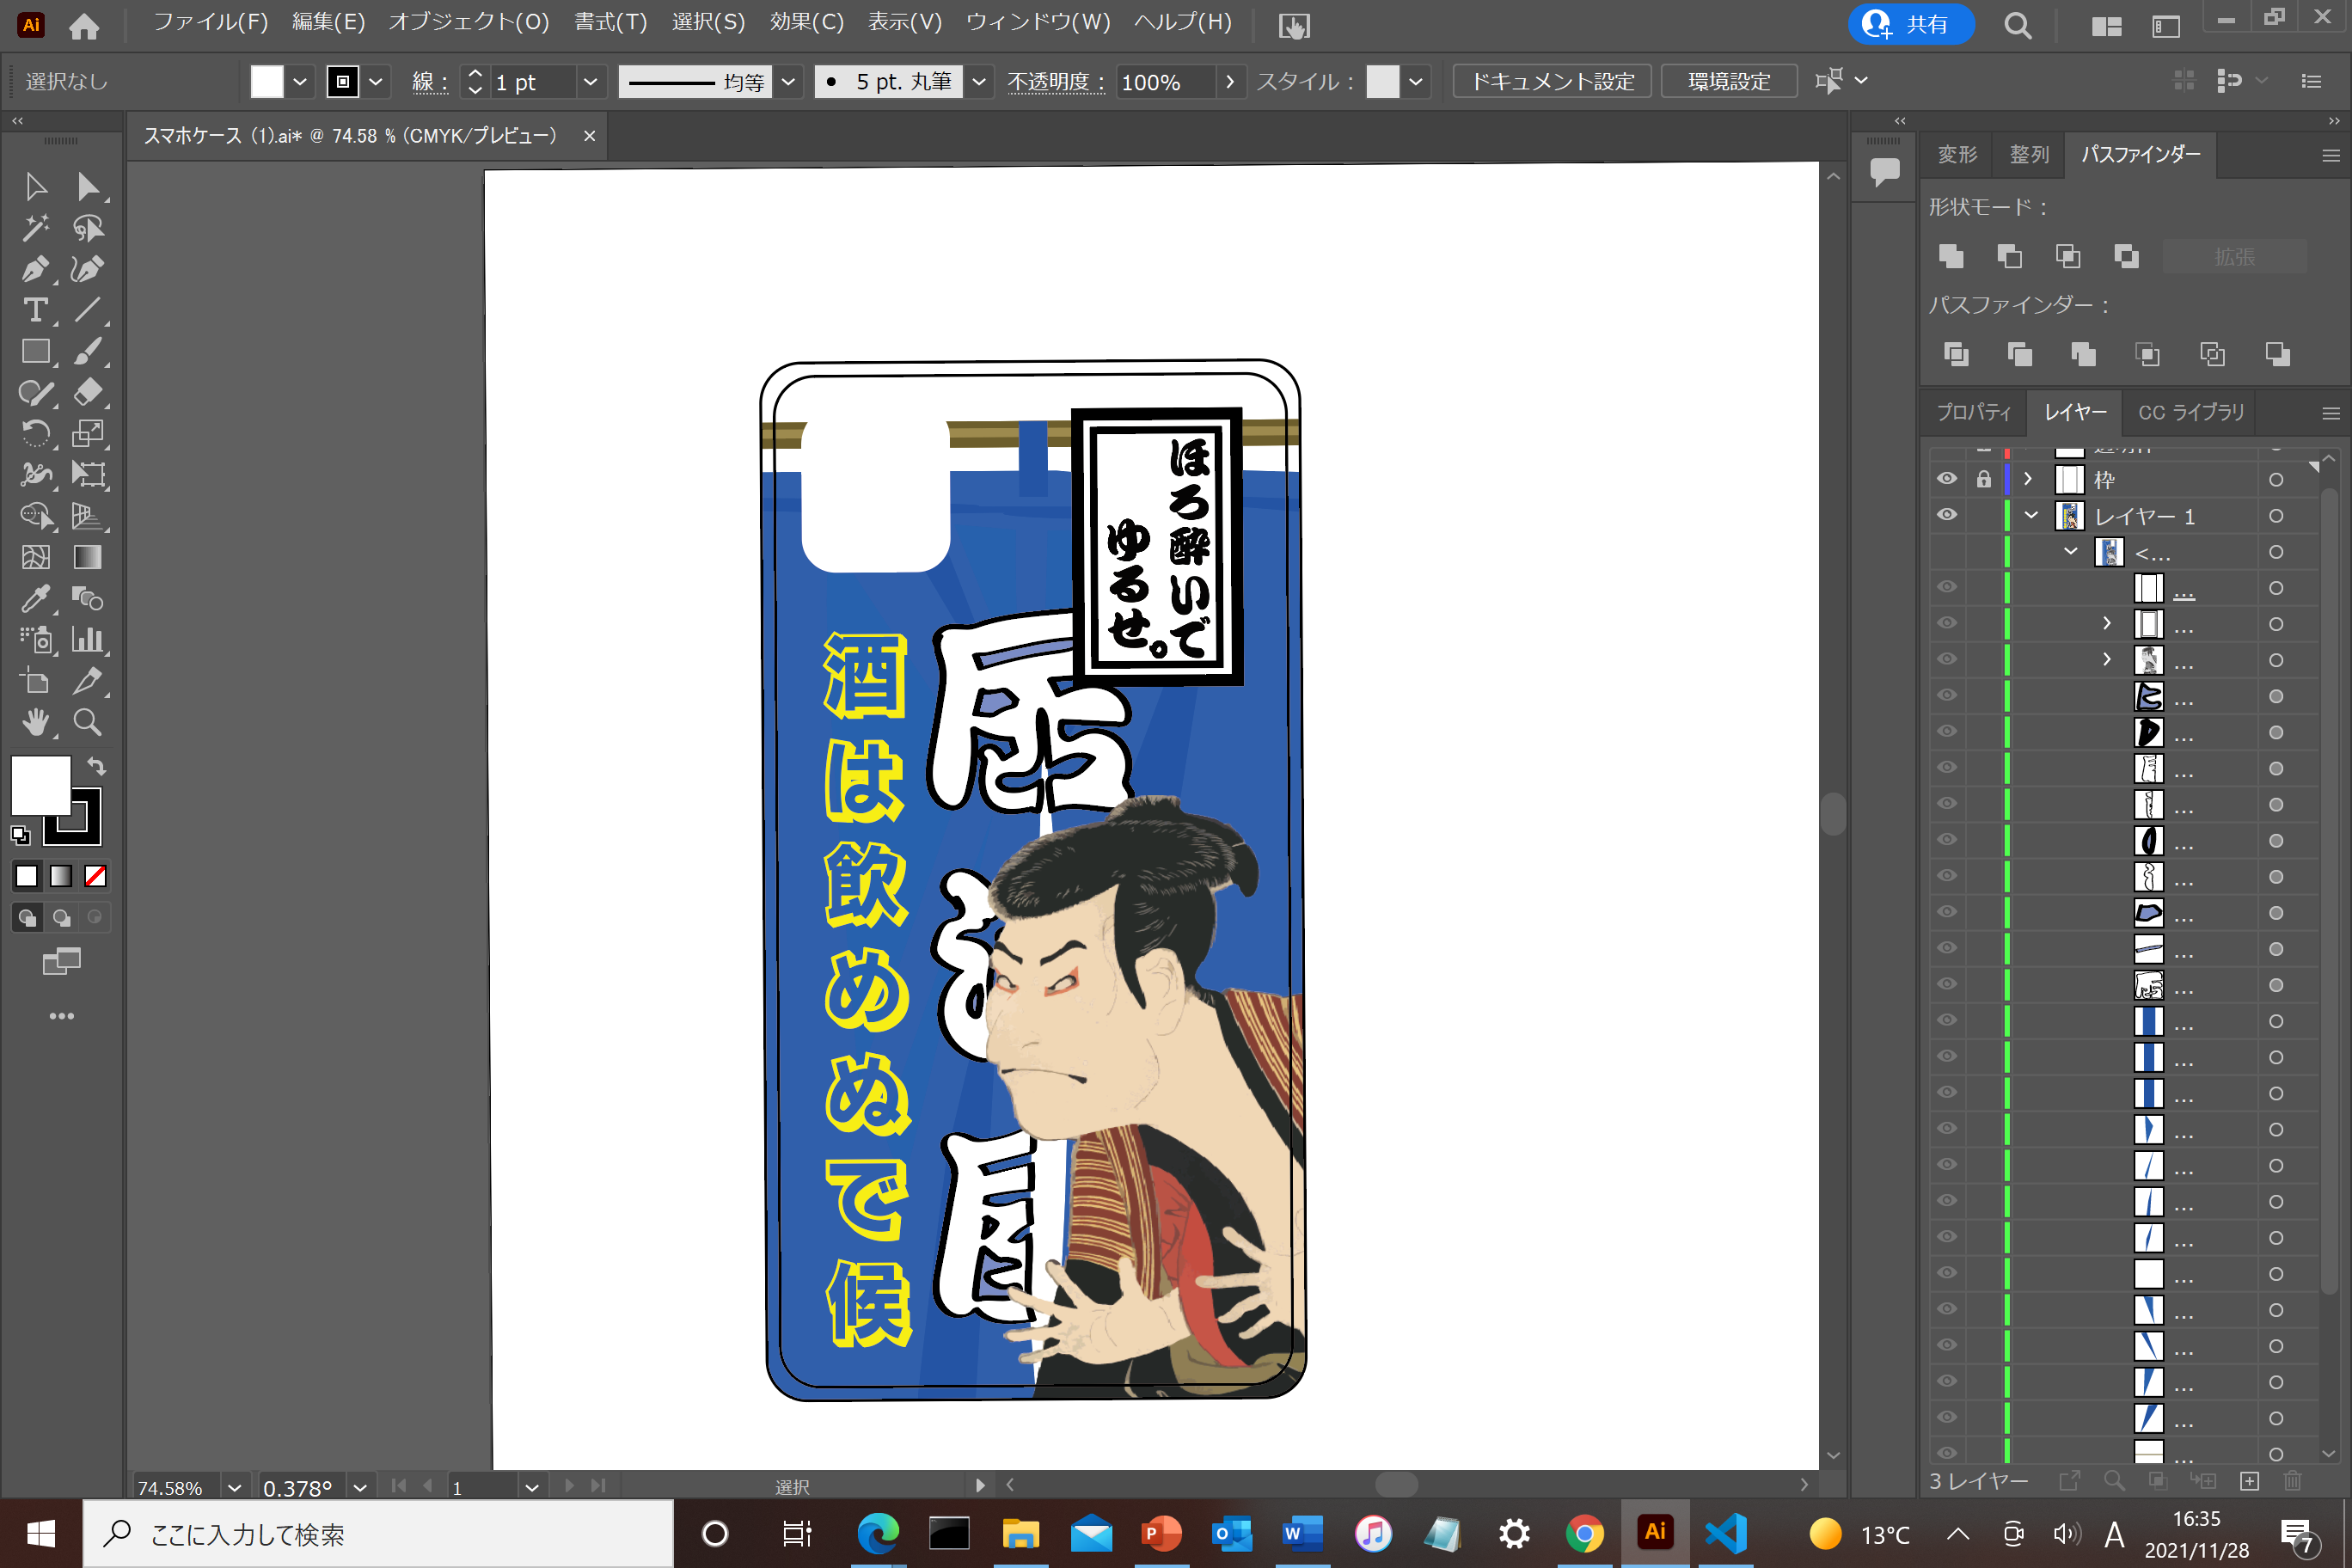 Ai
ファイル(F) 編集(E) オブジェクト(O) 書式(T) 選択(S) 効果(C) 表示(V) ウィンドウ(W) ヘルプ(H)
共有
選択なし
線：
1 pt
均等
5 pt. 丸筆
不透明度：
100%
スタイル：
ドキュメント設定
環境設定
スマホケース (1).ai* @ 74.58 % (CMYK/プレビュー)
変形
整列
パスファインダー
形状モード：
拡張
パスファインダー：
プロパティ
レイヤー
CC ライブラリ
枠
レイヤー 1
<...
ほろ酔いで
ゆるせ。
居
酒は飲めぬで候
74.58%
0.378°
1
選択
3 レイヤー
ここに入力して検索
Ai
13°C
A
16:35
2021/11/28
7